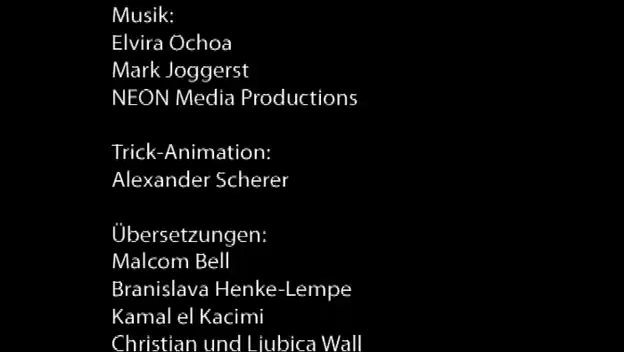 Musik:
Elvira Ochoa
Mark Joggerst
NEON Media Productions
Trick-Animation:
Alexander Scherer
Übersetzungen:
Malcom Bell
Branislava Henke-Lempe
Kamal el Kacimi
Christian und Ljubica Wall